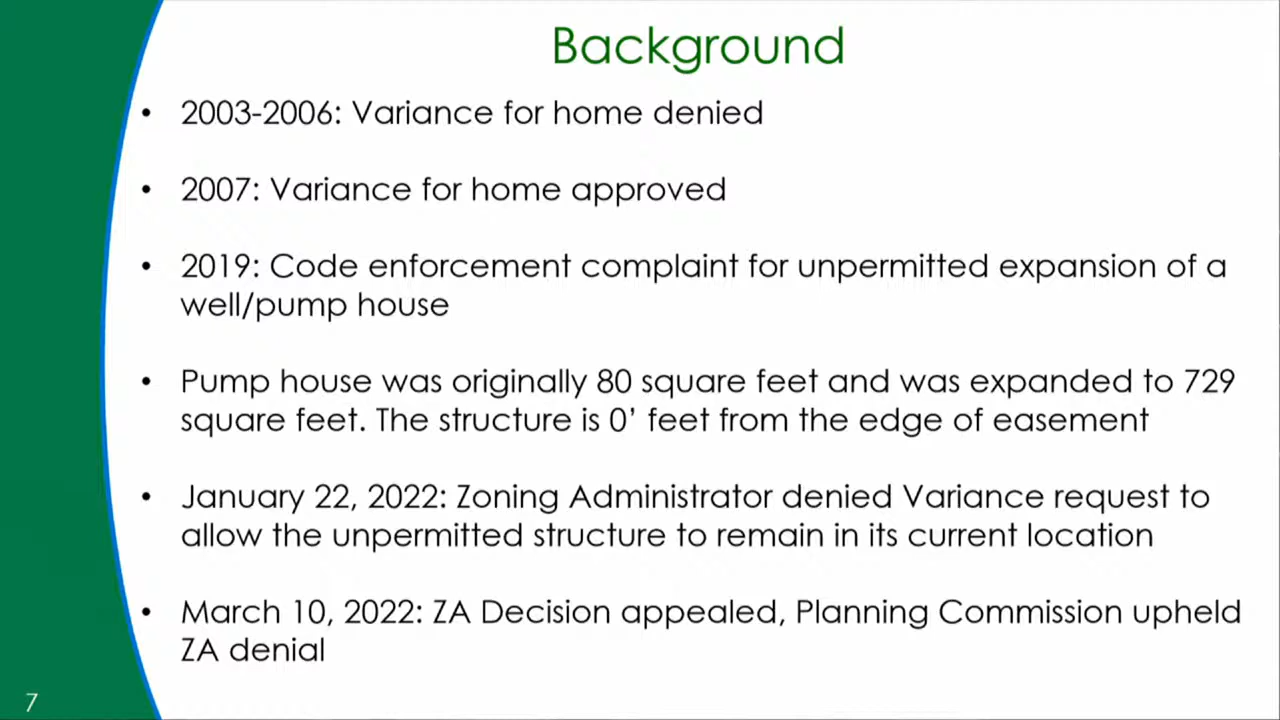 Background
• 2003-2006: Variance for home denied
• 2007: Variance for home approved
• 2019: Code enforcement complaint for unpermitted expansion of a
well/pump house
• Pump house was originally 80 square feet and was expanded to 729
square feet. The structure is 0’ feet from the edge of easement
• January 22, 2022: Zoning Administrator denied Variance request to
allow the unpermitted structure to remain in its current location
• March 10, 2022: ZA Decision appealed, Planning Commission upheld
ZA denial
7